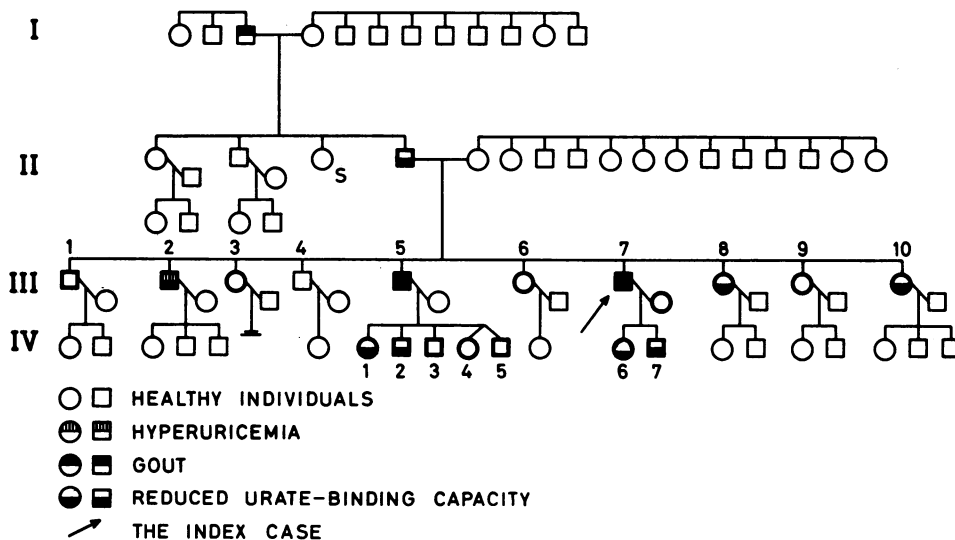 I
II
S
1 2 3 4 5 6 7 8 9 10
III
IV
1 2 3 4 5 6 7
HEALTHY INDIVIDUALS
HYPERURICEMIA
GOUT
REDUCED URATE-BINDING CAPACITY
THE INDEX CASE